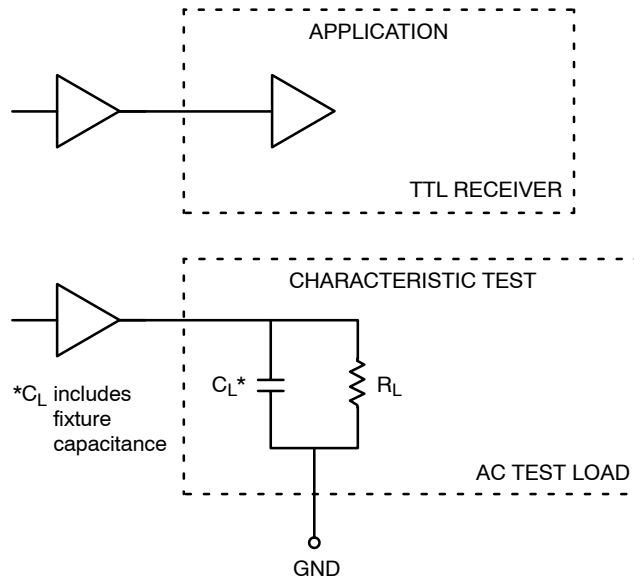 APPLICATION
TTL RECEIVER
CHARACTERISTIC TEST
*CL includes
fixture
capacitance
CL*
RL
AC TEST LOAD
GND